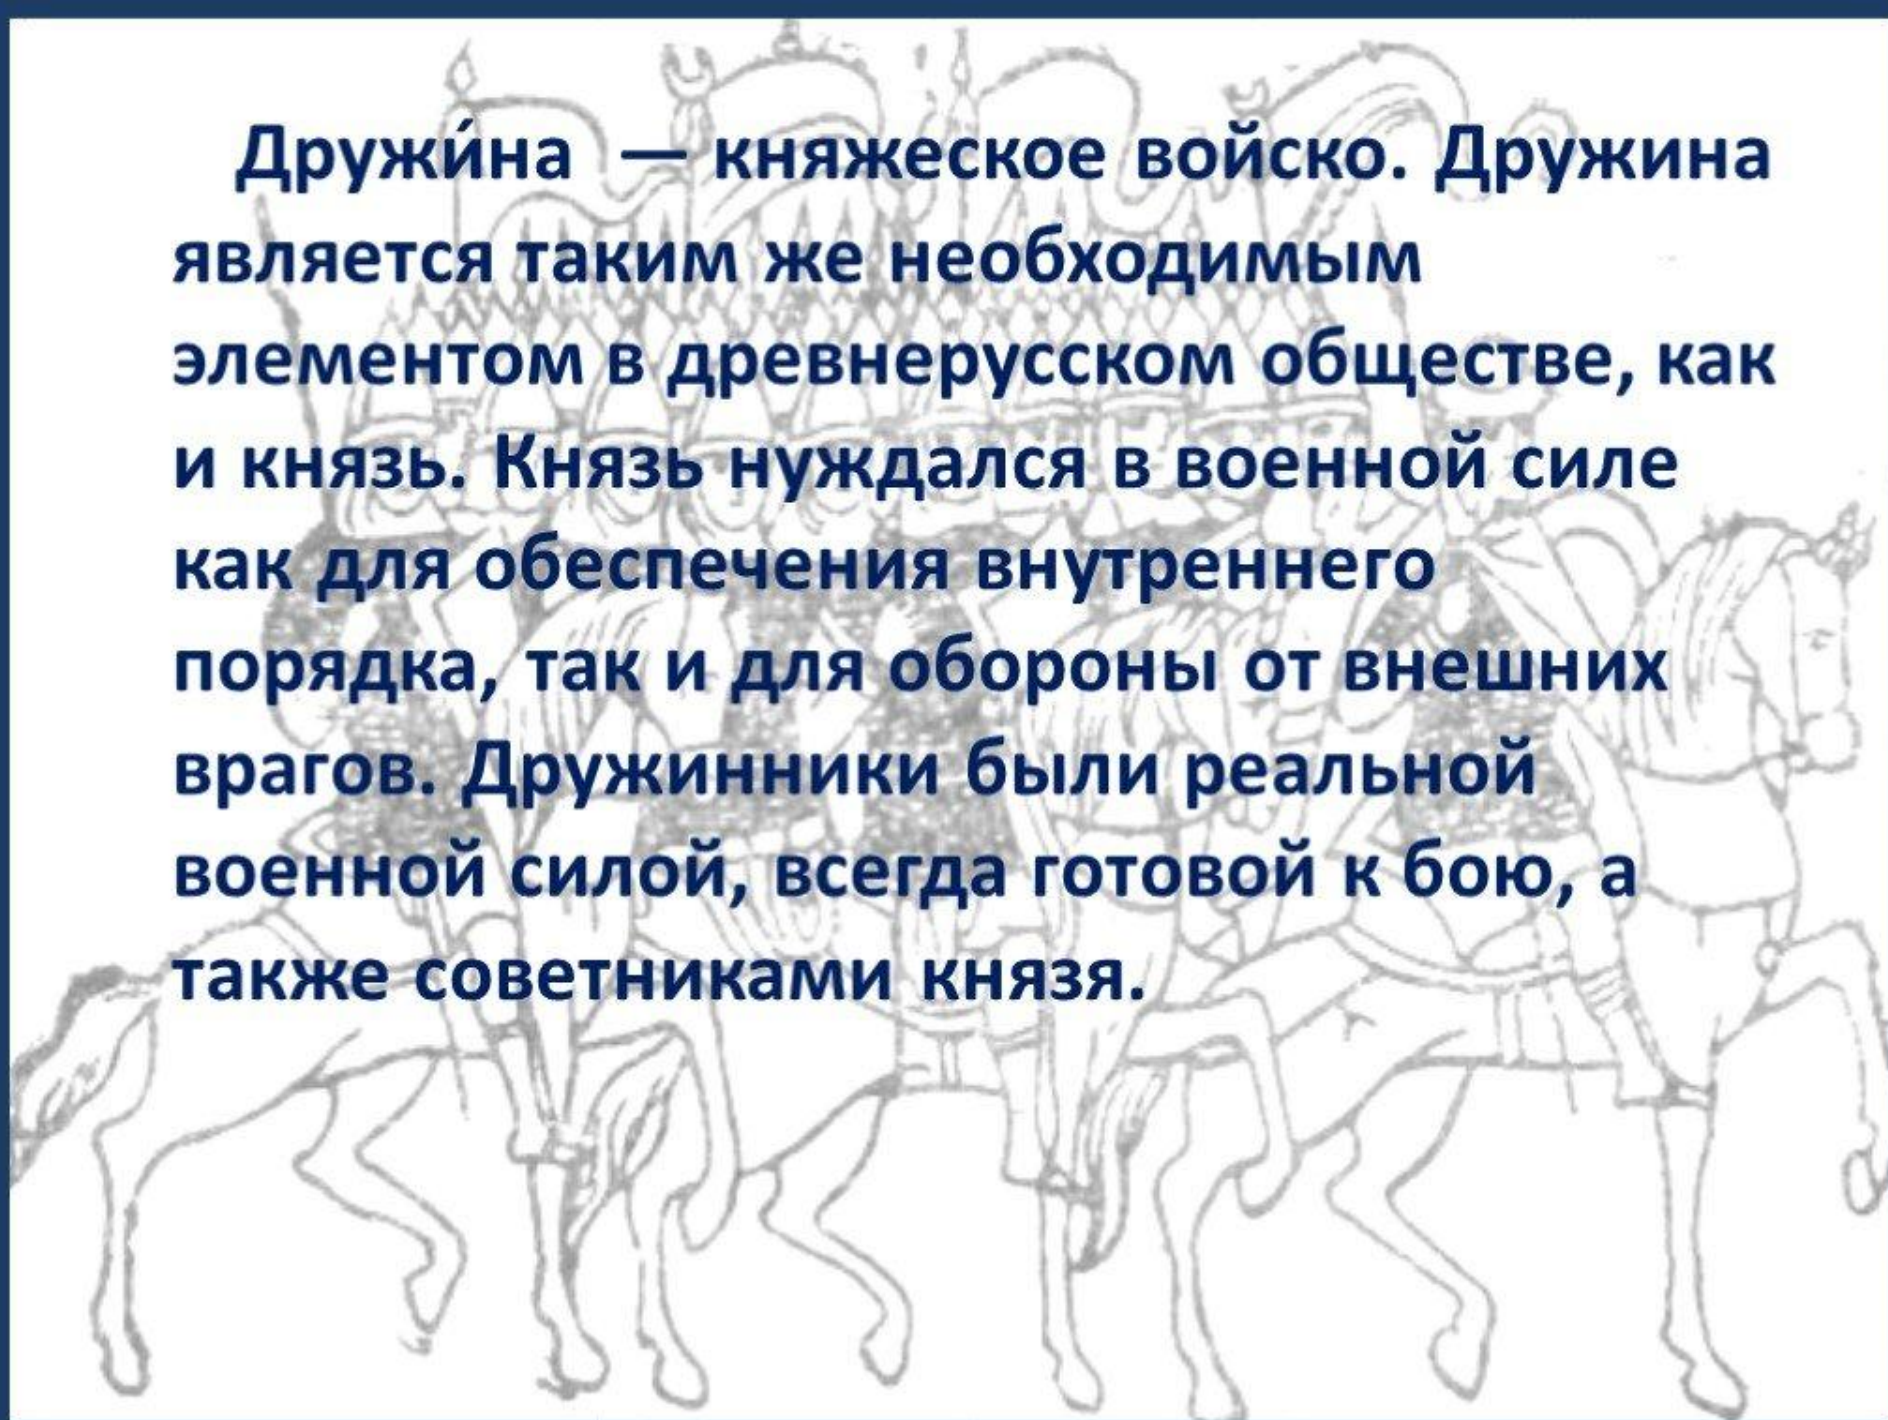 Дружи́на — княжеское войско. Дружина
является таким же необходимым
элементом в древнерусском обществе, как
и князь. Князь нуждался в военной силе
как для обеспечения внутреннего
порядка, так и для обороны от внешних
врагов. Дружинники были реальной
военной силой, всегда готовой к бою, а
также советниками князя.